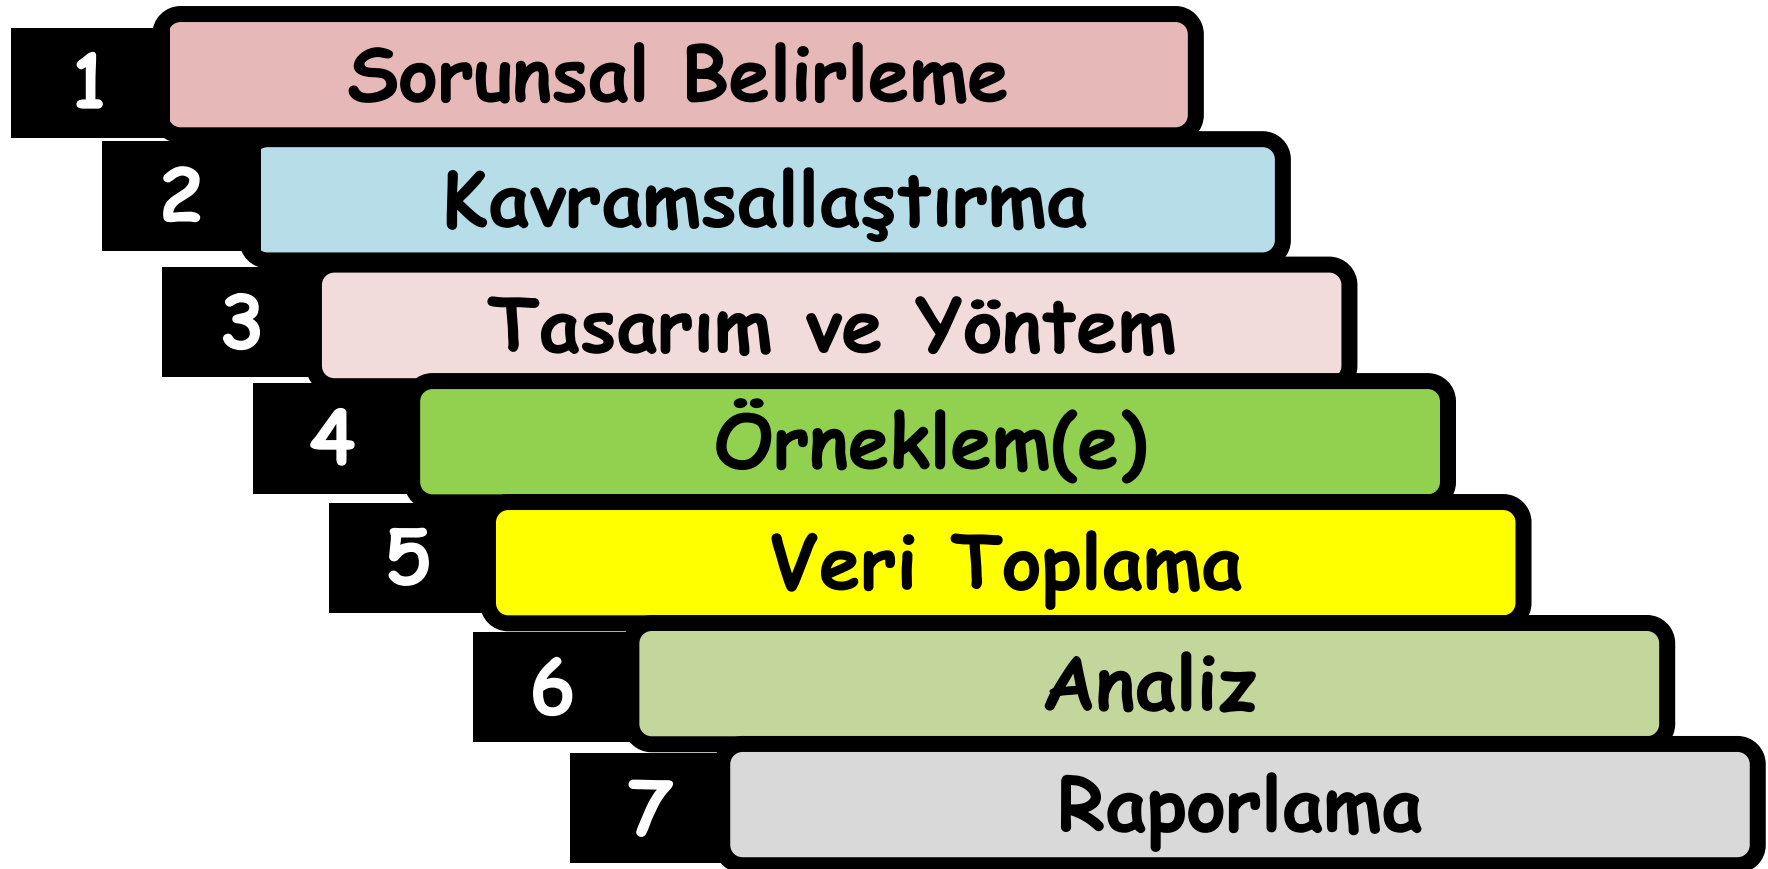 1 Sorunsal Belirleme
2 Kavramsallaştırma
3 Tasarım ve Yöntem
4 Örneklem(e)
5 Veri Toplama
6 Analiz
7 Raporlama